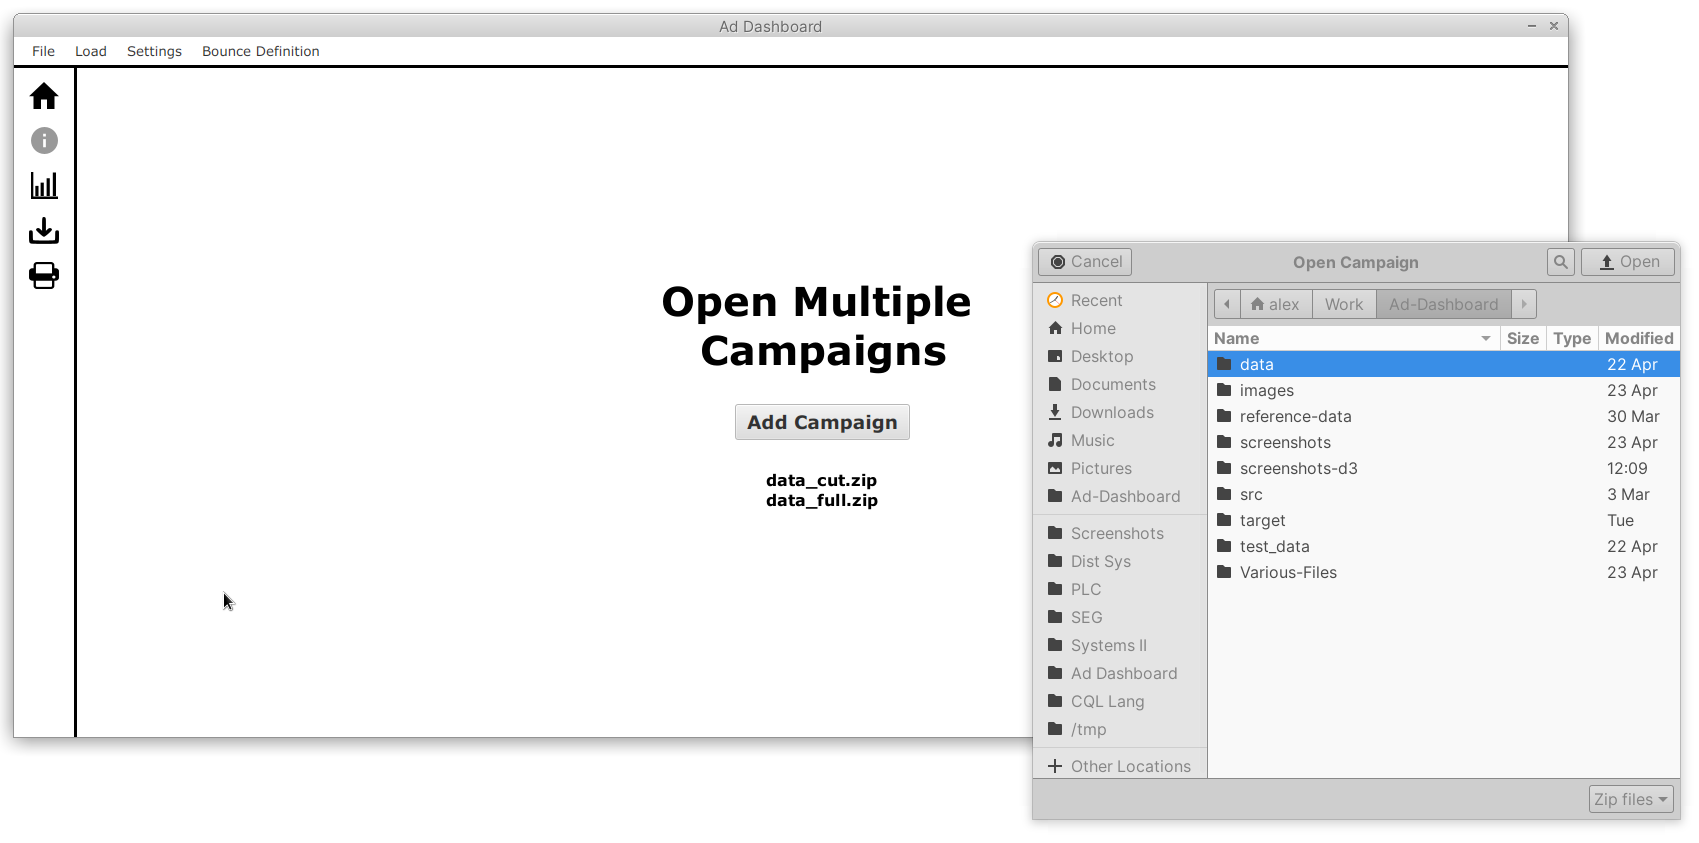 Ad Dashboard
File Load Settings Bounce Definition
Open Multiple
Campaigns
Add Campaign
data_cut.zip
data_full.zip
Cancel Open Campaign Open
Recent
Home
Desktop
Documents
Downloads
Music
Pictures
Ad-Dashboard
Screenshots
Dist Sys
PLC
SEG
Systems II
Ad Dashboard
CQL Lang
/tmp
Other Locations
alex Work Ad-Dashboard
Name Size Type Modified
data 22 Apr
images 23 Apr
reference-data 30 Mar
screenshots 23 Apr
screenshots-d3 12:09
src 3 Mar
target Tue
test_data 22 Apr
Various-Files 23 Apr
Zip files